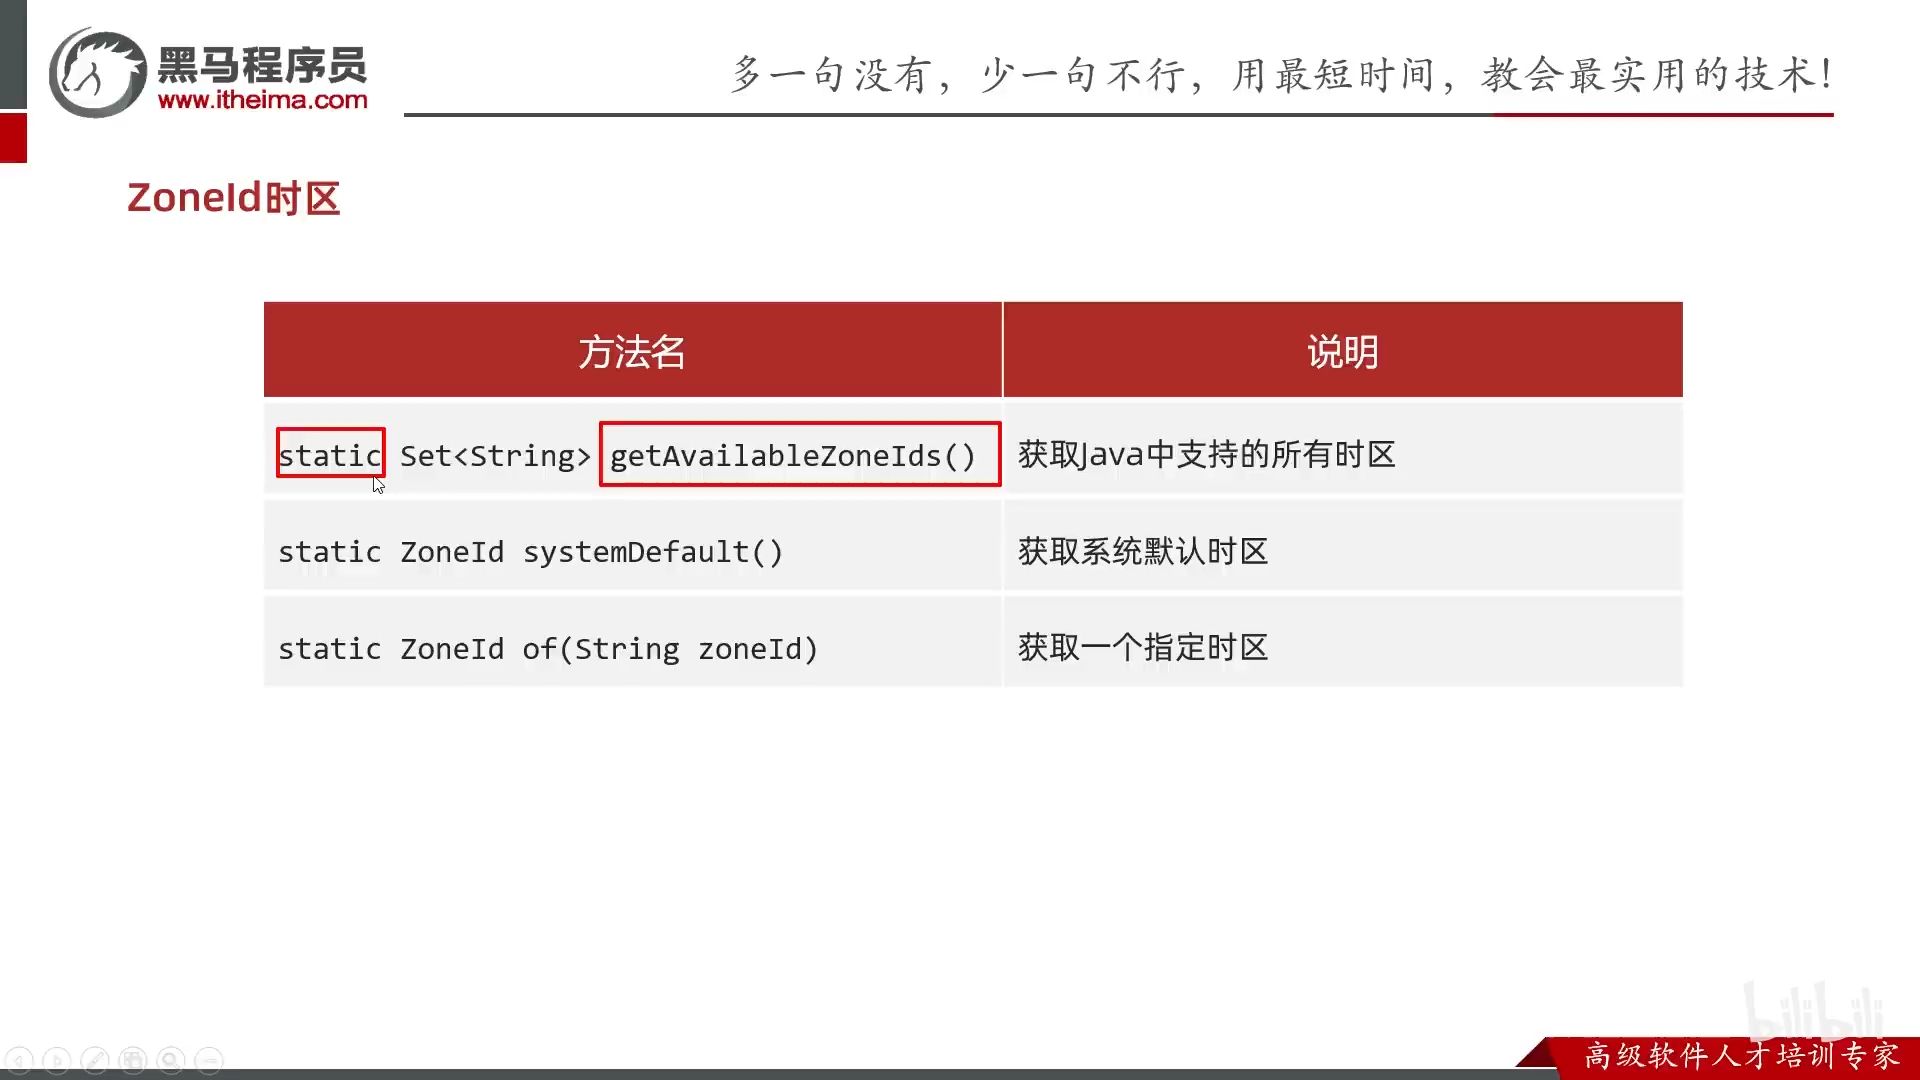 黑马程序员
www.itheima.com
多一句没有，少一句不行，用最短时间，教会最实用的技术！
ZoneId时区
方法名 说明
static Set<String> getAvailableZoneIds() 获取Java中支持的所有时区
static ZoneId systemDefault() 获取系统默认时区
static ZoneId of(String zoneId) 获取一个指定时区
bilibili
高级软件人才培训专家